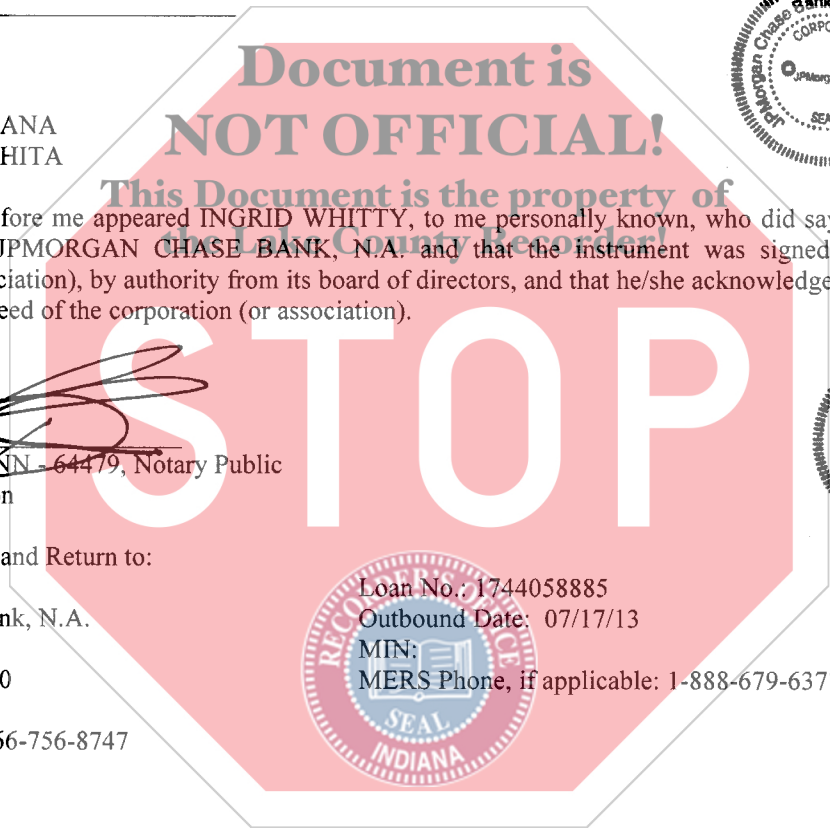 JPMorgan Chase Bank
CORPO
JPMorg
SEA
Document is
NOT OFFICIAL!
ANA
HITA
This Document is the property of
the Lake County Recorder!
fore me appeared INGRID WHITTY, to me personally known, who did say
JPMORGAN CHASE BANK, N.A. and that the instrument was signed
ciation), by authority from its board of directors, and that he/she acknowledge
eed of the corporation (or association).
STOP
NN - 64479, Notary Public
n
and Return to:
Loan No.: 1744058885
nk, N.A.
Outbound Date: 07/17/13
MIN:
0
MERS Phone, if applicable: 1-888-679-637
66-756-8747
RECORDER'S OFFICE
SEAL
INDIANA